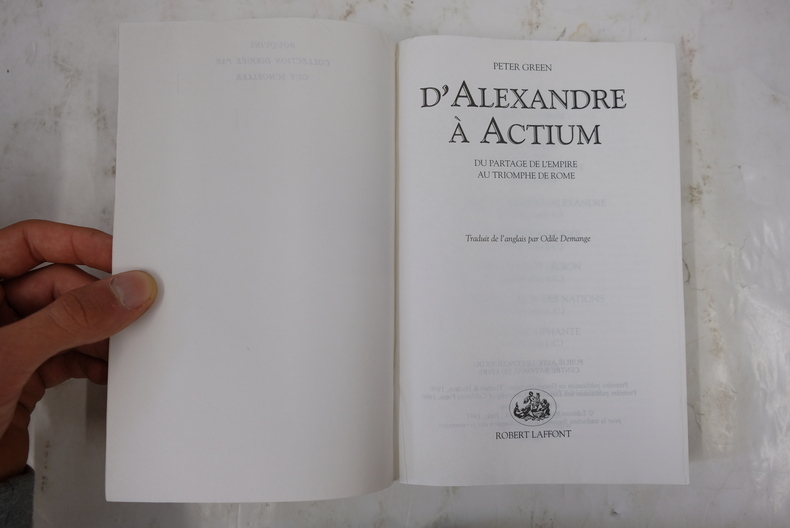 PETER GREEN
D'ALEXANDRE
À ACTIUM
DU PARTAGE DE L'EMPIRE
AU TRIOMPHE DE ROME
Traduit de l'anglais par Odile Demange
ROBERT LAFFONT